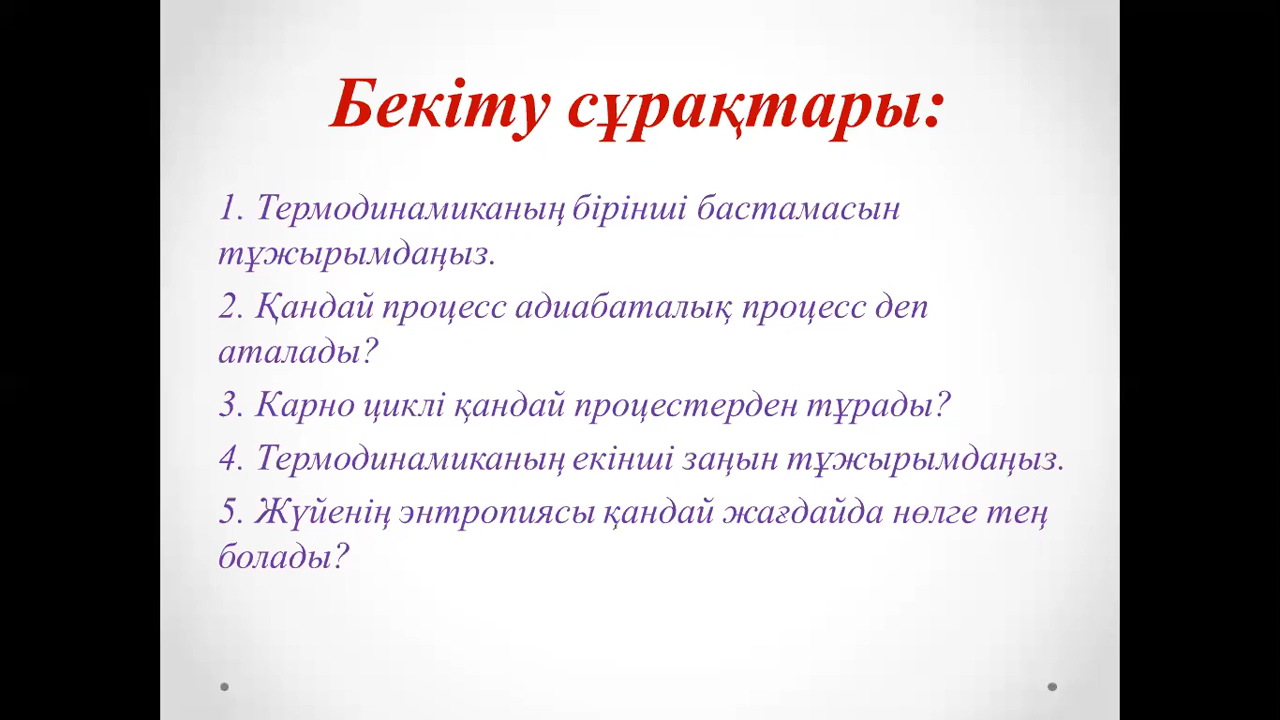 Бекіту сұрақтары:
1. Термодинамиканың бірінші бастамасын
тұжырымдаңыз.
2. Қандай процесс адиабаталық процесс деп
аталады?
3. Карно циклі қандай процестерден тұрады?
4. Термодинамиканың екінші заңын тұжырымдаңыз.
5. Жүйенің энтропиясы қандай жағдайда нөлге тең
болады?